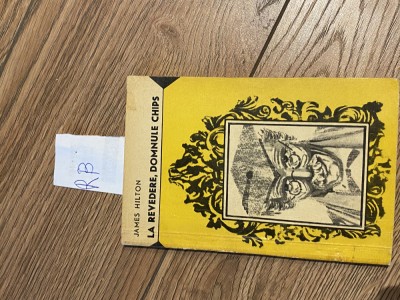 JAMES HILTON
LA REVEDERE, DOMNULE CHIPS
RB